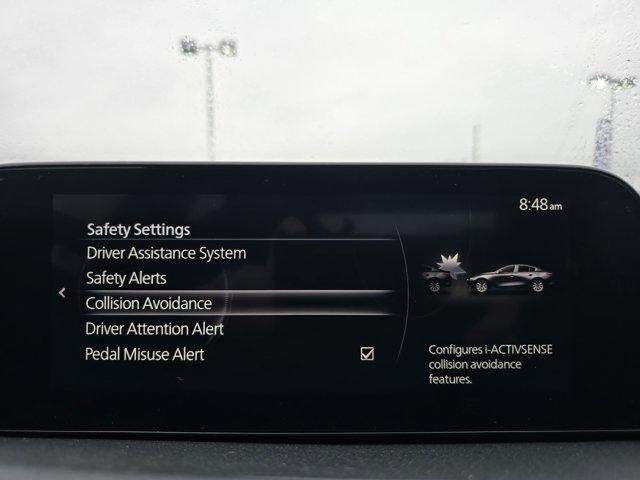 8:48am
Safety Settings
Driver Assistance System
Safety Alerts
Collision Avoidance
Driver Attention Alert
Pedal Misuse Alert
Configures i-ACTIVSENSE
collision avoidance
features.